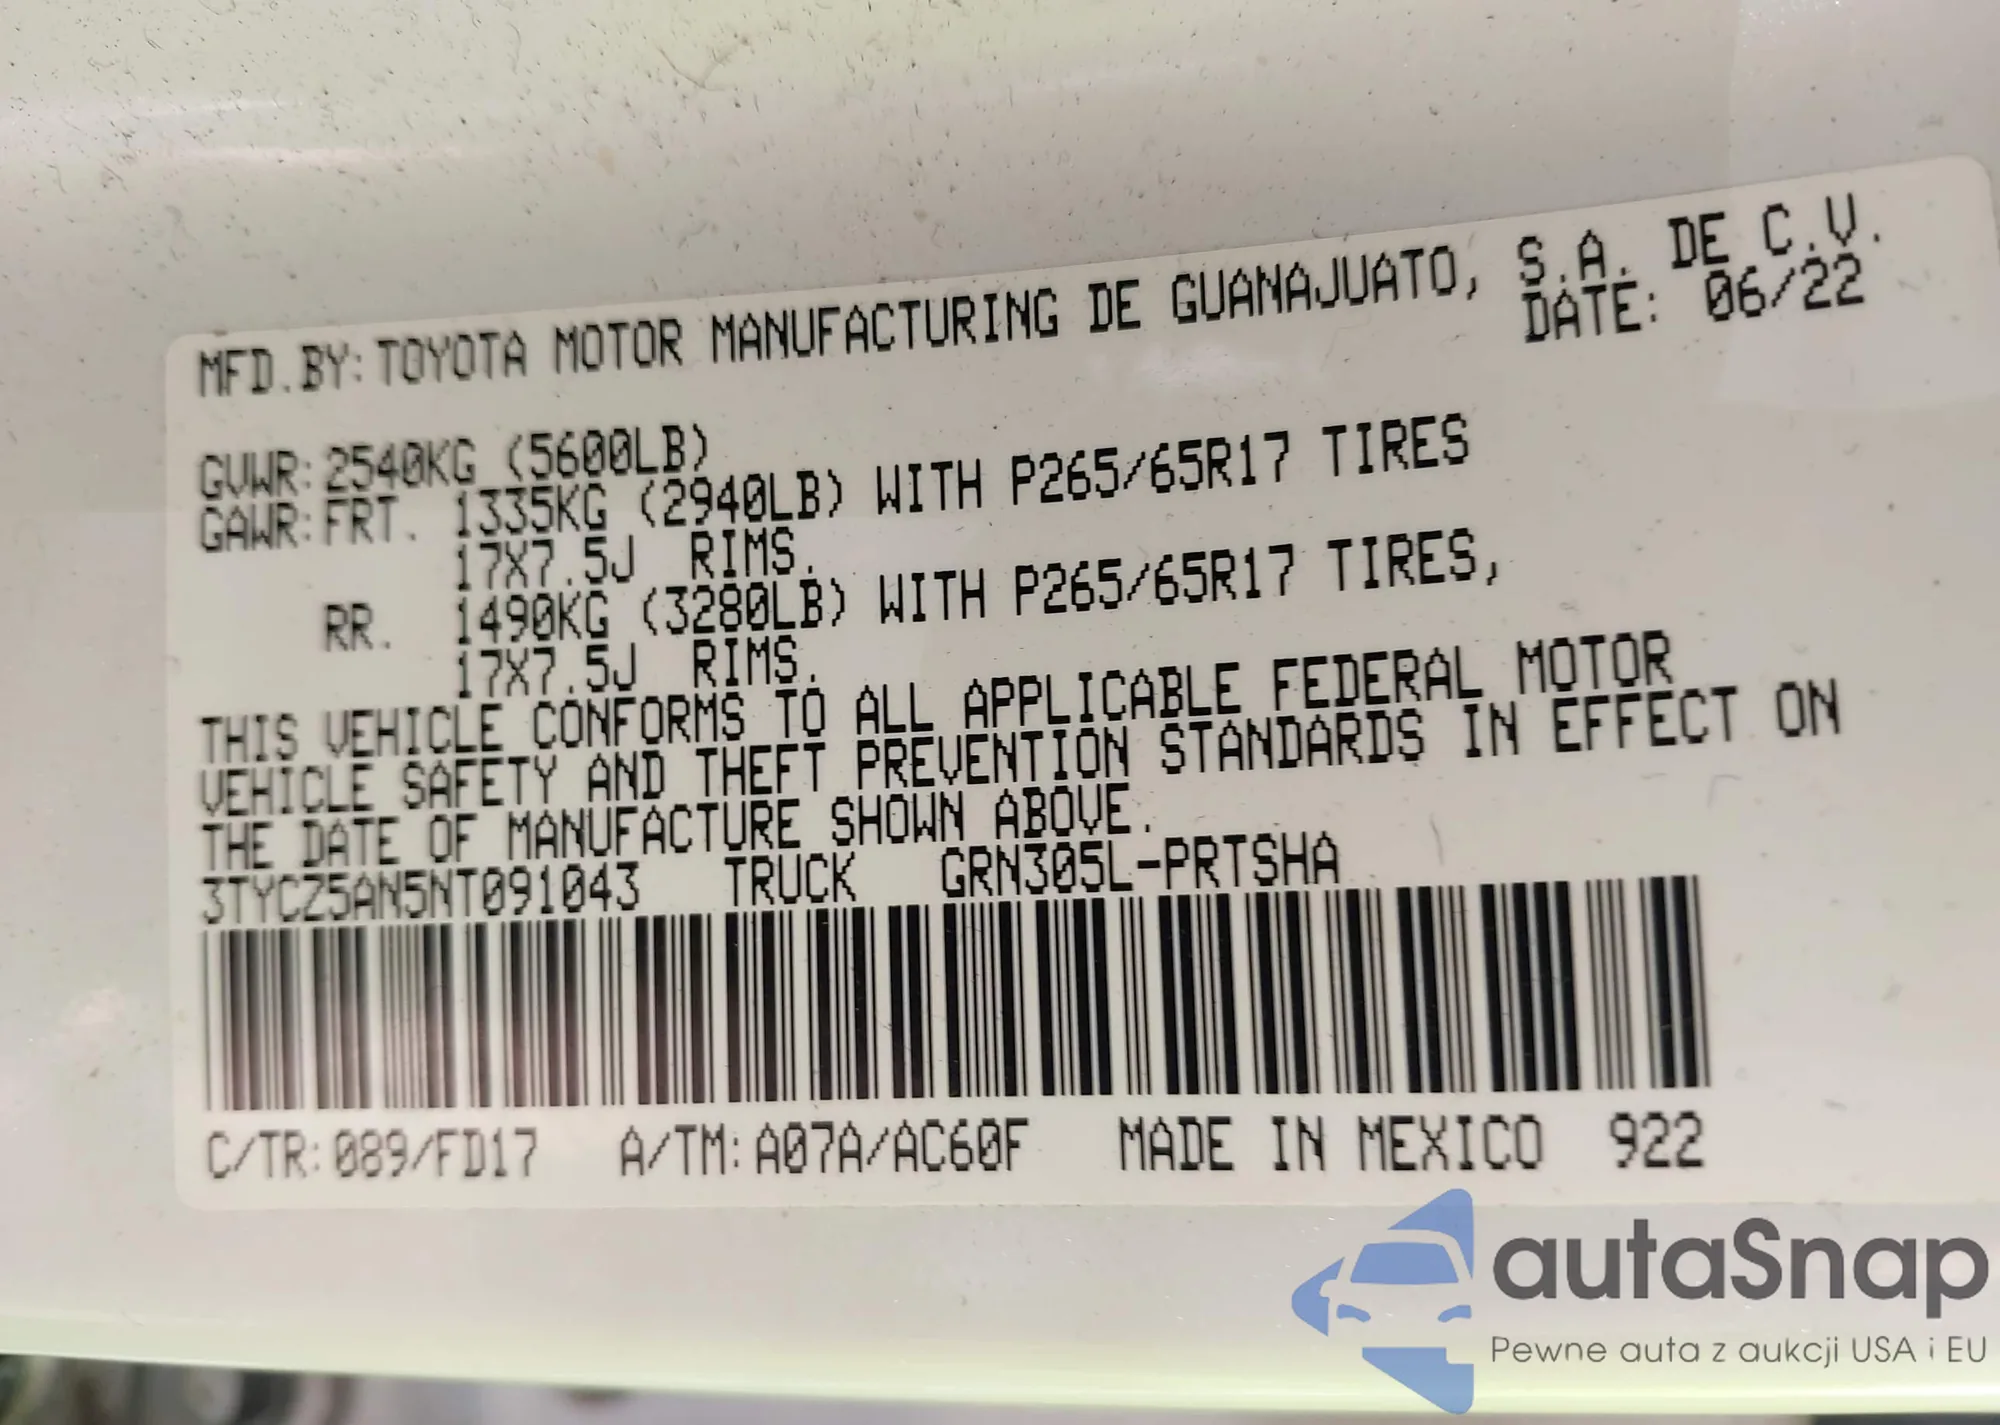 MFD.BY:TOYOTA MOTOR MANUFACTURING DE GUANAJUATO, S.A. DE C.V.
DATE: 06/22
GVWR:2540KG (5600LB)
GAWR:FRT. 1335KG (2940LB) WITH P265/65R17 TIRES
17X7.5J RIMS.
RR. 1490KG (3280LB) WITH P265/65R17 TIRES,
17X7.5J RIMS.
THIS VEHICLE CONFORMS TO ALL APPLICABLE FEDERAL MOTOR
VEHICLE SAFETY AND THEFT PREVENTION STANDARDS IN EFFECT ON
THE DATE OF MANUFACTURE SHOWN ABOVE.
3TYCZ5AN5NT091043 TRUCK GRN305L-PRTSHA
C/TR:089/FD17 A/TM:A07A/AC60F MADE IN MEXICO 922
autaSnap
Pewne auta z aukcji USA i EU